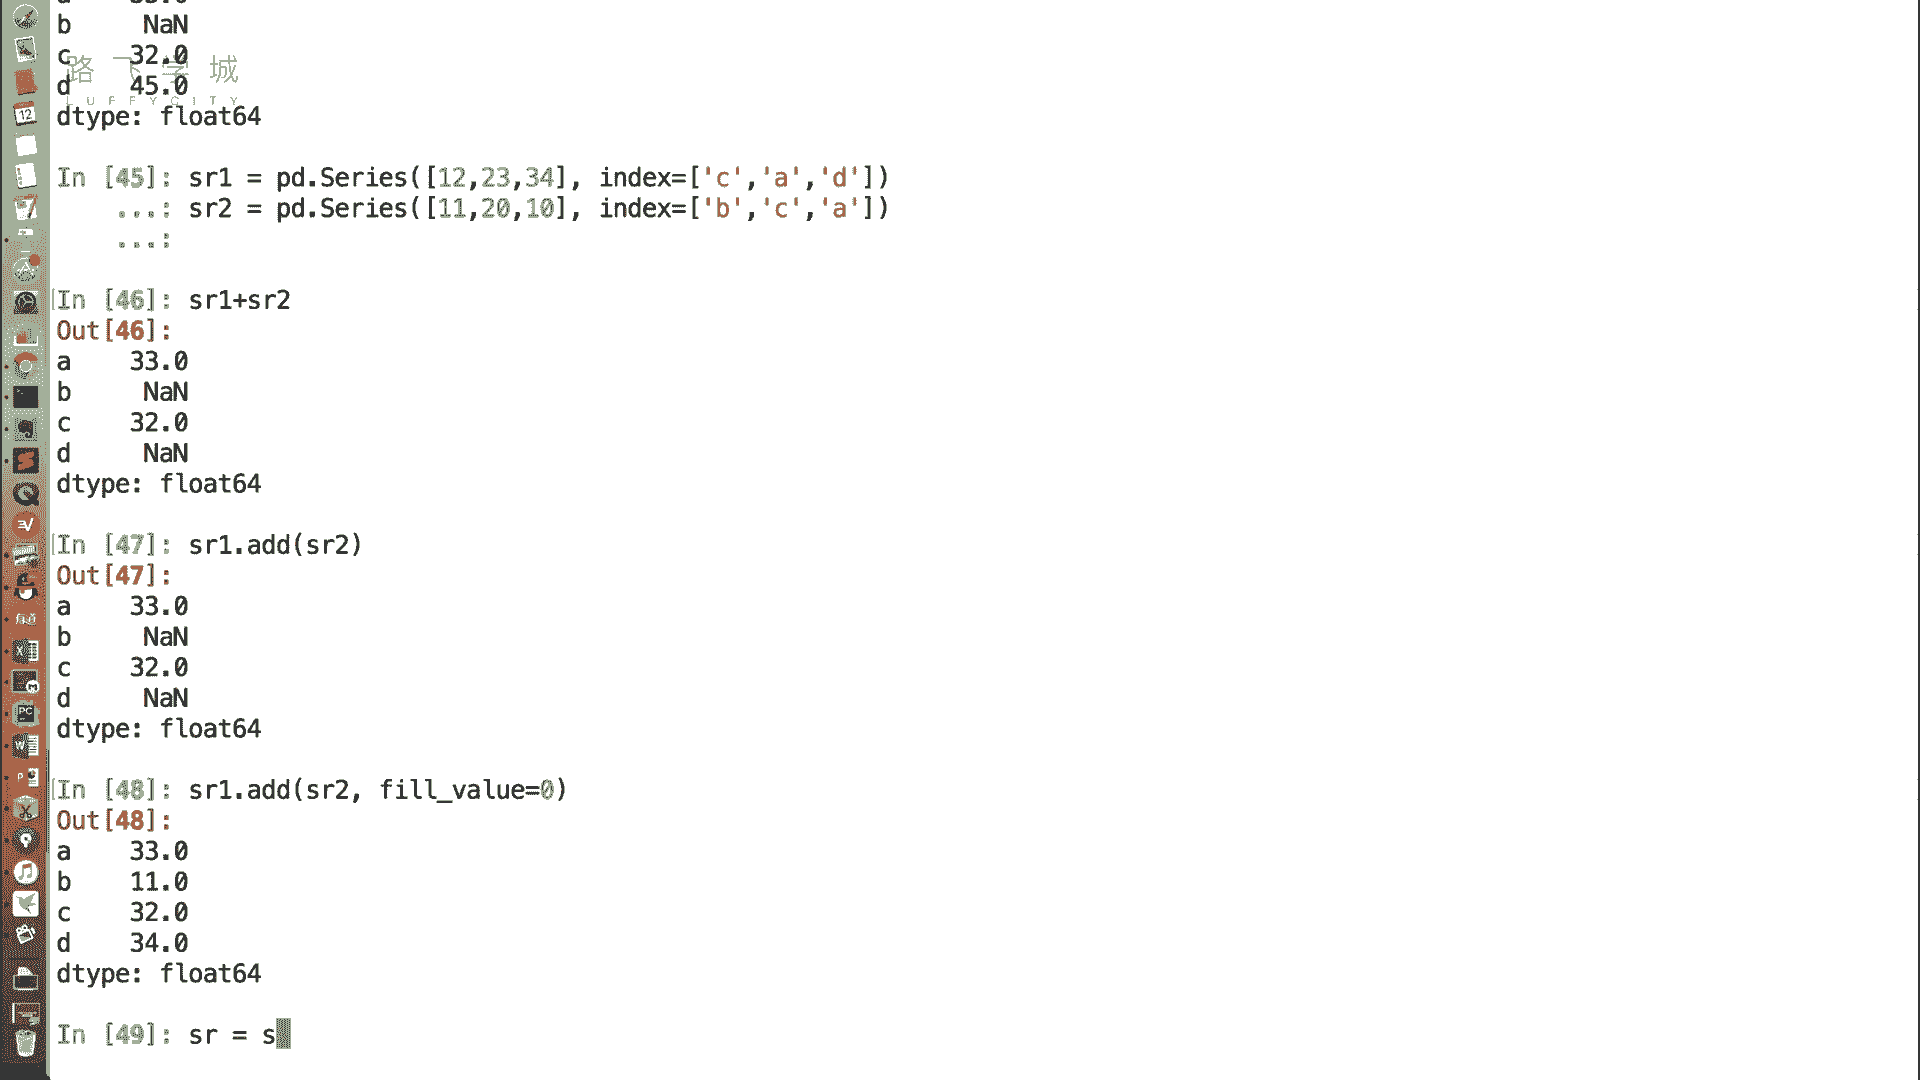 b     NaN
c    32.0
路飞学城
d    45.0
LUFFYCITY
dtype: float64
In [45]: sr1 = pd.Series([12,23,34], index=['c','a','d'])
...: sr2 = pd.Series([11,20,10], index=['b','c','a'])
...:
In [46]: sr1+sr2
Out[46]:
a    33.0
b     NaN
c    32.0
d     NaN
dtype: float64
In [47]: sr1.add(sr2)
Out[47]:
a    33.0
b     NaN
c    32.0
d     NaN
dtype: float64
In [48]: sr1.add(sr2, fill_value=0)
Out[48]:
a    33.0
b    11.0
c    32.0
d    34.0
dtype: float64
In [49]: sr = s